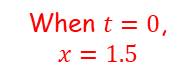 When t = 0,
x = 1.5